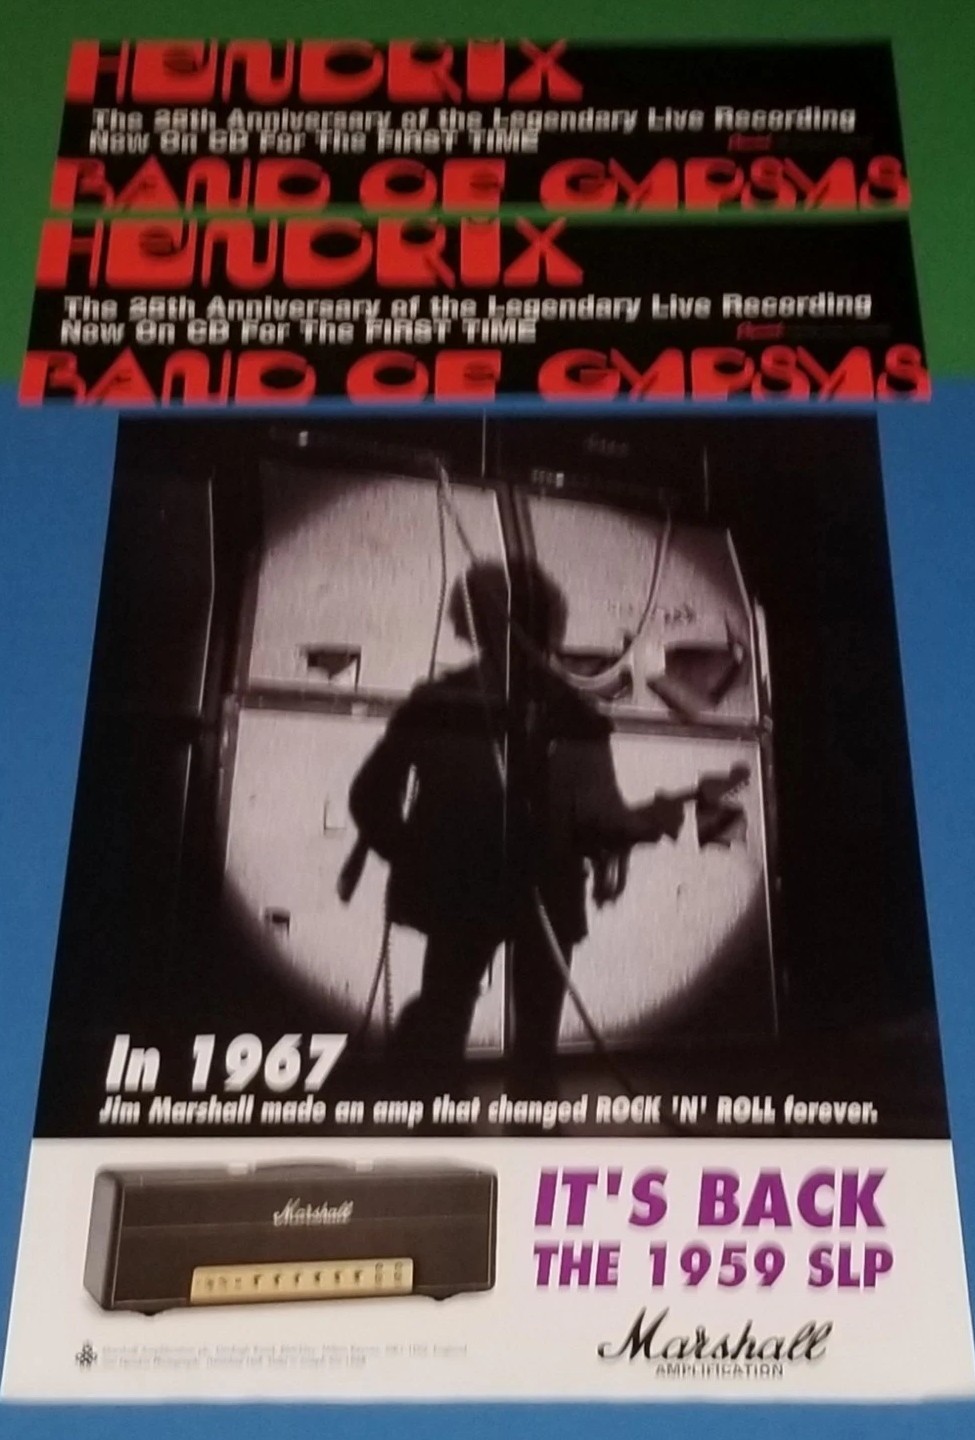 HENDRIX
The 25th Anniversary of the Legendary Live Recording
Now On CD For The FIRST TIME
BAND OF GYPSYS
HENDRIX
The 25th Anniversary of the Legendary Live Recording
Now On CD For The FIRST TIME
BAND OF GYPSYS
In 1967
Jim Marshall made an amp that changed ROCK 'N' ROLL forever.
Marshall
IT'S BACK
THE 1959 SLP
Marshall
AMPLIFICATION